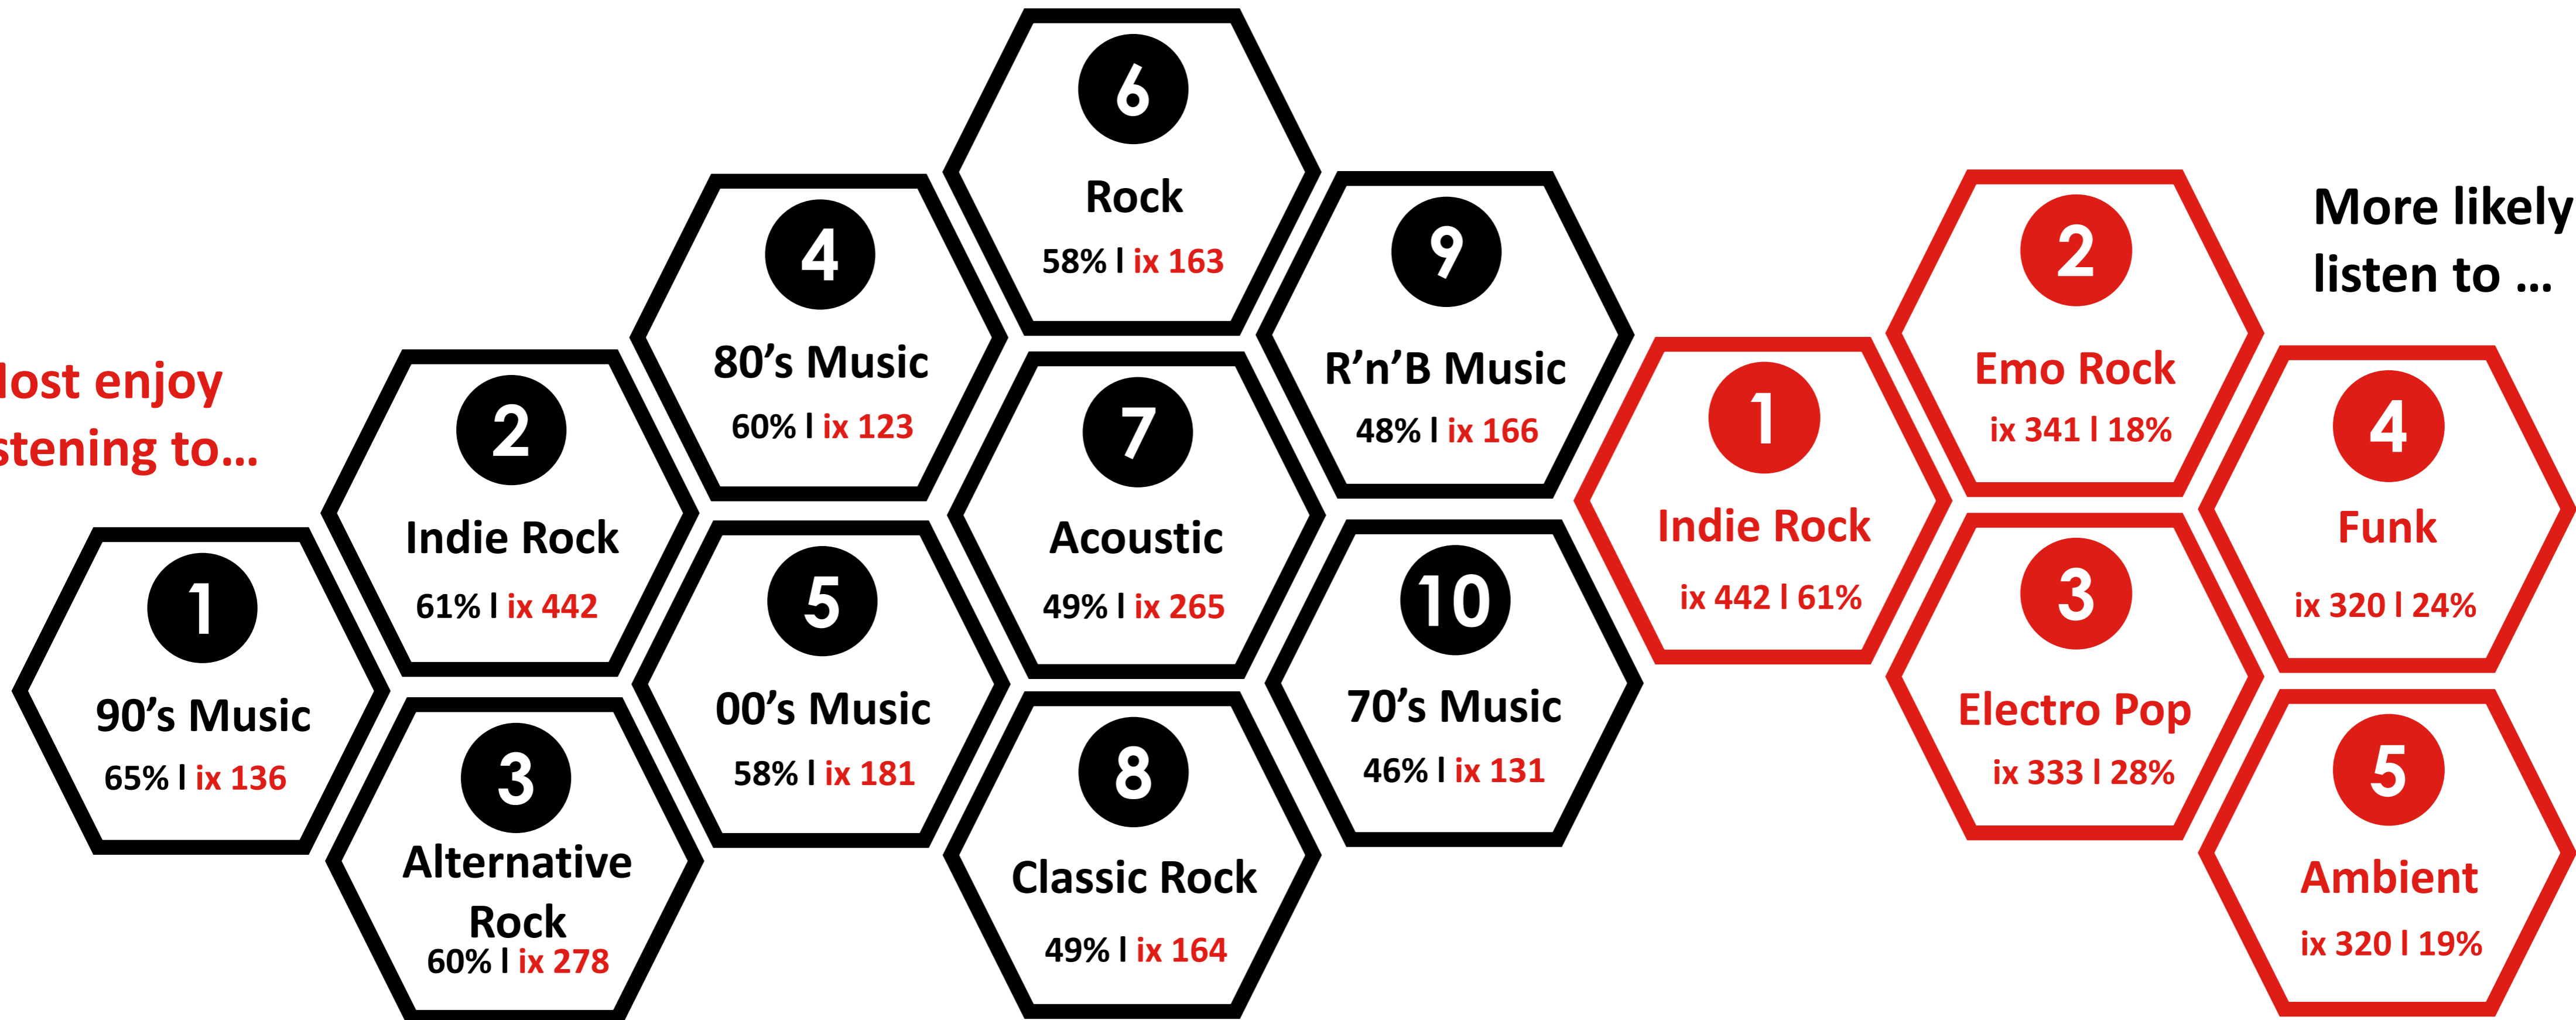 lost enjoy
stening to...
1
90's Music
65% l ix 136
2
Indie Rock
61% l ix 442
3
Alternative
Rock
60% l ix 278
4
80's Music
60% l ix 123
5
00's Music
58% l ix 181
6
Rock
58% l ix 163
7
Acoustic
49% l ix 265
8
Classic Rock
49% l ix 164
9
R'n'B Music
48% l ix 166
10
70's Music
46% l ix 131
More likely
listen to ...
1
Indie Rock
ix 442 l 61%
2
Emo Rock
ix 341 l 18%
3
Electro Pop
ix 333 l 28%
4
Funk
ix 320 l 24%
5
Ambient
ix 320 l 19%